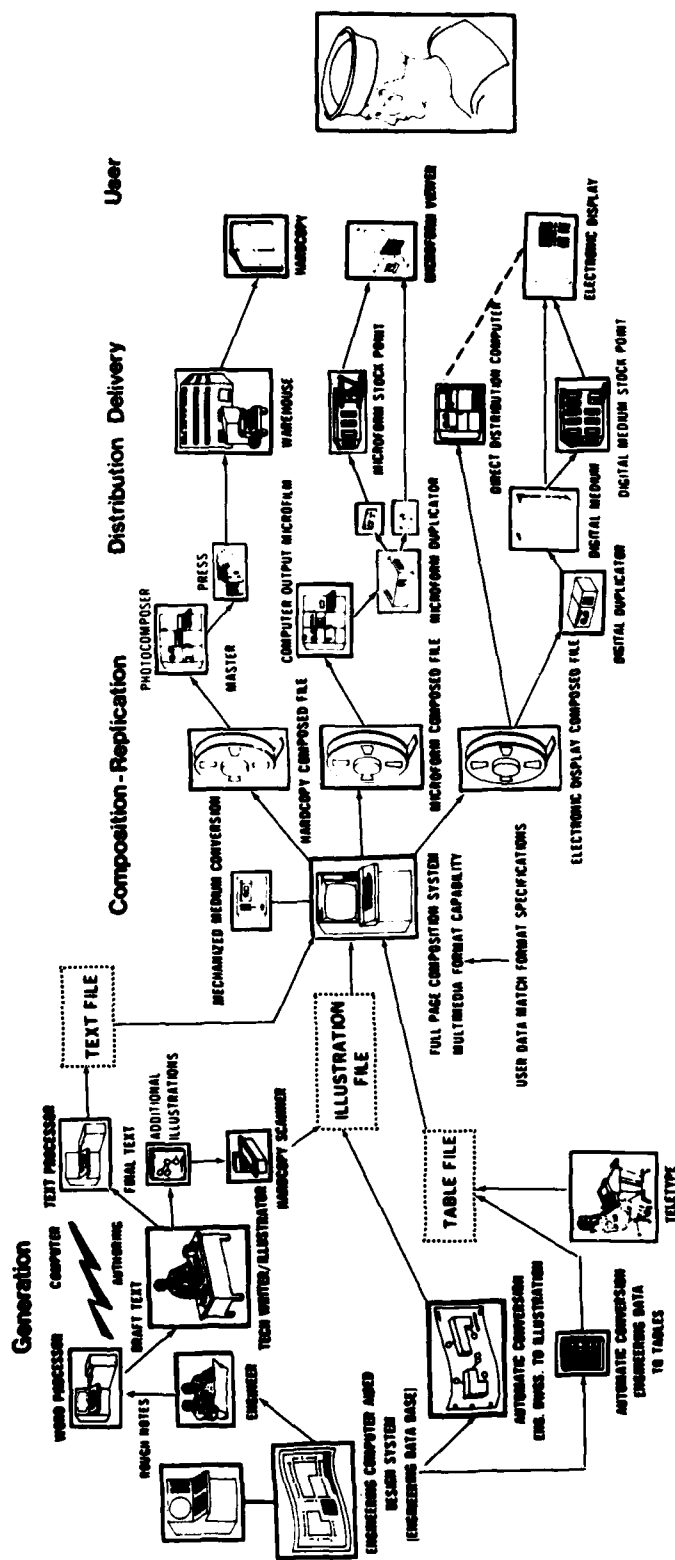 Generation
Composition-Replication
Distribution Delivery
User
WORD PROCESSOR
COMPUTER
AUTHORING
TEXT PROCESSOR
ROUGH NOTES
DRAFT TEXT
FINAL TEXT
TEXT FILE
ENGINEER
TECH WRITER/ILLUSTRATOR
ADDITIONAL
ILLUSTRATIONS
HARDCOPY SCANNER
ENGINEERING COMPUTER AIDED
DESIGN SYSTEM
(ENGINEERING DATA BASE)
ILLUSTRATION
FILE
AUTOMATIC CONVERSION
ENG. DWGS. TO ILLUSTRATION
TABLE FILE
AUTOMATIC CONVERSION
ENGINEERING DATA
TO TABLES
TELETYPE
MECHANIZED MEDIUM CONVERSION
FULL PAGE COMPOSITION SYSTEM
MULTIMEDIA FORMAT CAPABILITY
USER DATA MATCH FORMAT SPECIFICATIONS
PHOTOCOMPOSER
MASTER
PRESS
HARDCOPY COMPOSED FILE
WAREHOUSE
HARDCOPY
COMPUTER OUTPUT MICROFILM
MICROFORM COMPOSED FILE
MICROFORM DUPLICATOR
MICROFORM STOCK POINT
MICROFORM VIEWER
ELECTRONIC DISPLAY COMPOSED FILE
DIRECT DISTRIBUTION COMPUTER
DIGITAL DUPLICATOR
DIGITAL MEDIUM
DIGITAL MEDIUM STOCK POINT
ELECTRONIC DISPLAY